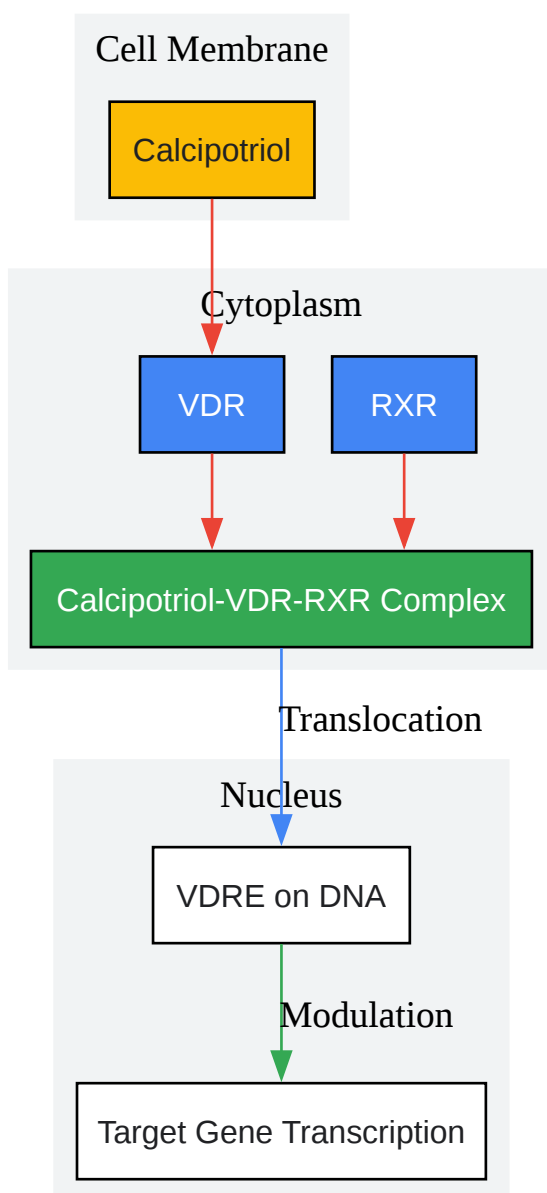 Cell Membrane
Calcipotriol
Cytoplasm
VDR
RXR
Calcipotriol-VDR-RXR Complex
Translocation
Nucleus
VDRE on DNA
Modulation
Target Gene Transcription